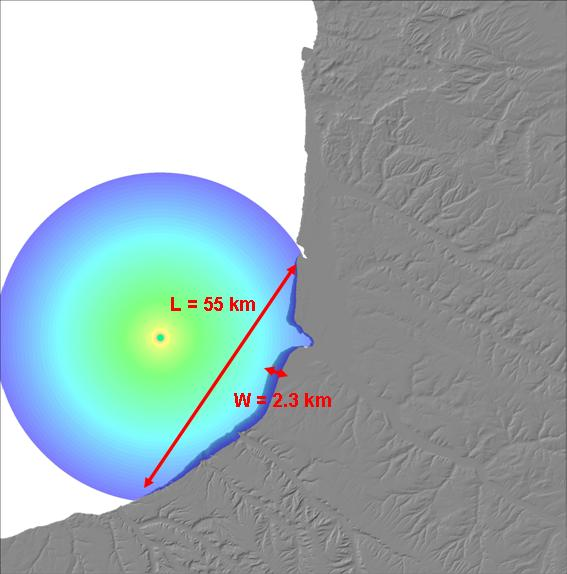 L = 55 km
W = 2.3 km